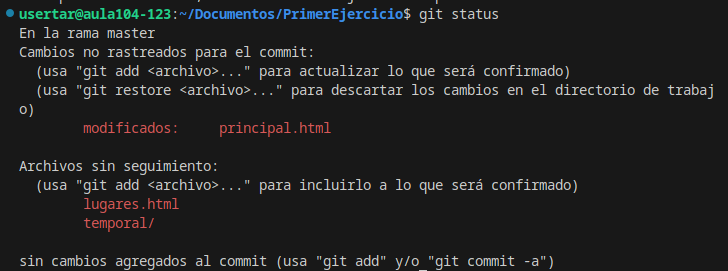 usertar@aula104-123:~/Documentos/PrimerEjercicio$ git status
En la rama master
Cambios no rastreados para el commit:
  (usa "git add <archivo>..." para actualizar lo que será confirmado)
  (usa "git restore <archivo>..." para descartar los cambios en el directorio de trabaj
o)
        modificados:     principal.html

Archivos sin seguimiento:
  (usa "git add <archivo>..." para incluirlo a lo que será confirmado)
        lugares.html
        temporal/

sin cambios agregados al commit (usa "git add" y/o "git commit -a")